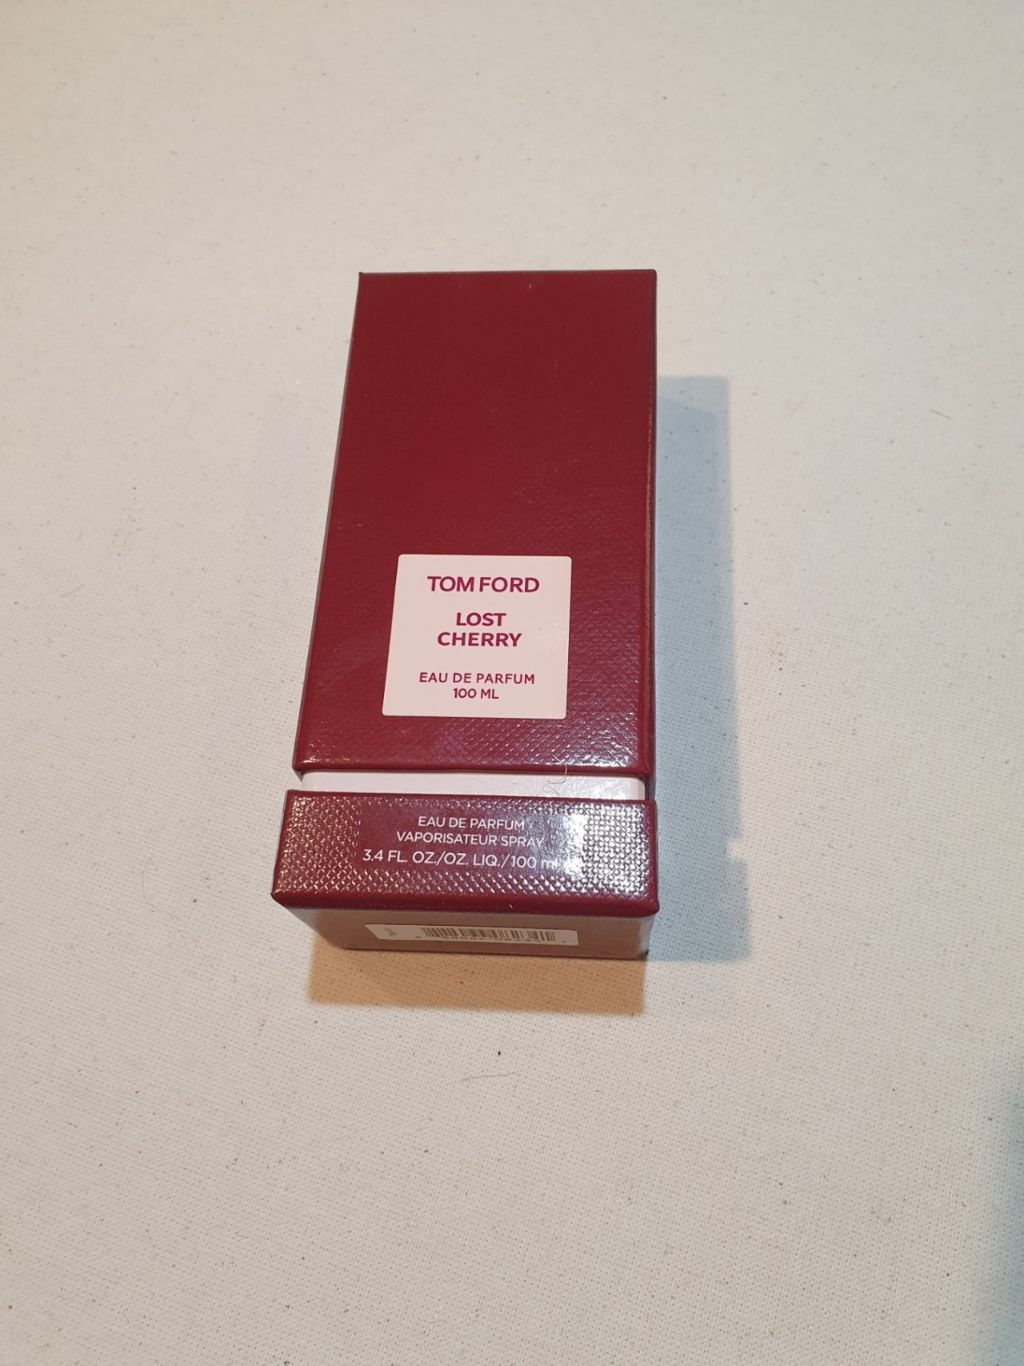 TOM FORD
LOST
CHERRY
EAU DE PARFUM
100 ML
EAU DE PARFUM
VAPORISATEUR SPRAY
3.4 FL. OZ./OZ. LIQ./100 ml